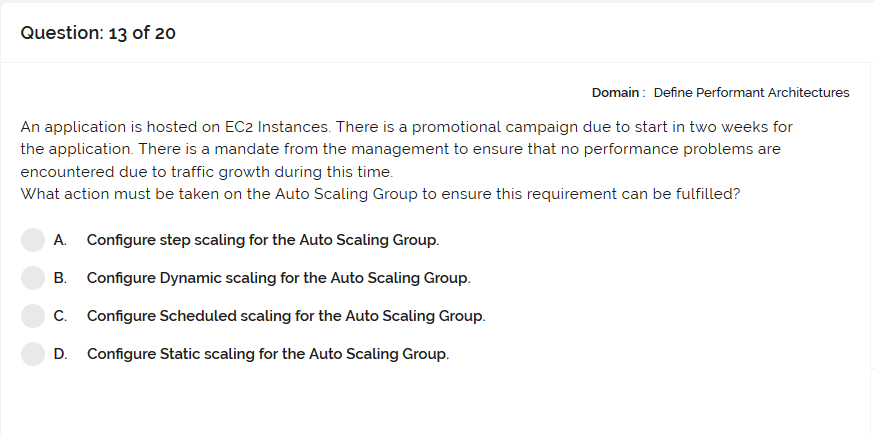 Question: 13 of 20
Domain : Define Performant Architectures
An application is hosted on EC2 Instances. There is a promotional campaign due to start in two weeks for
the application. There is a mandate from the management to ensure that no performance problems are
encountered due to traffic growth during this time.
What action must be taken on the Auto Scaling Group to ensure this requirement can be fulfilled?
A. Configure step scaling for the Auto Scaling Group.
B. Configure Dynamic scaling for the Auto Scaling Group.
C. Configure Scheduled scaling for the Auto Scaling Group.
D. Configure Static scaling for the Auto Scaling Group.